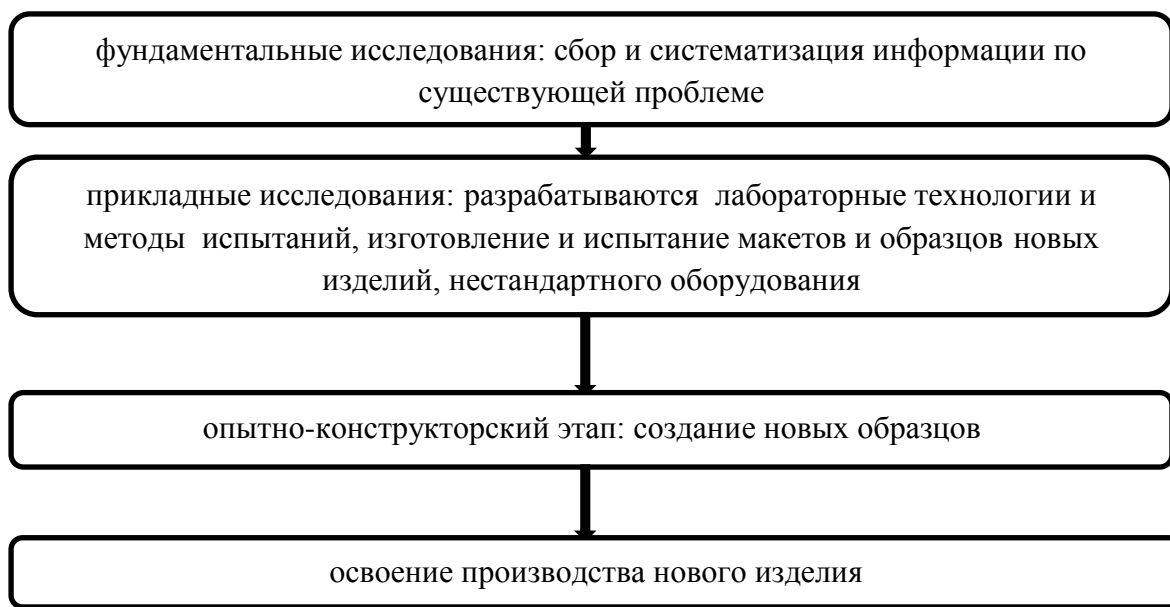 фундаментальные исследования: сбор и систематизация информации по
существующей проблеме
прикладные исследования: разрабатываются лабораторные технологии и
методы испытаний, изготовление и испытание макетов и образцов новых
изделий, нестандартного оборудования
опытно-конструкторский этап: создание новых образцов
освоение производства нового изделия